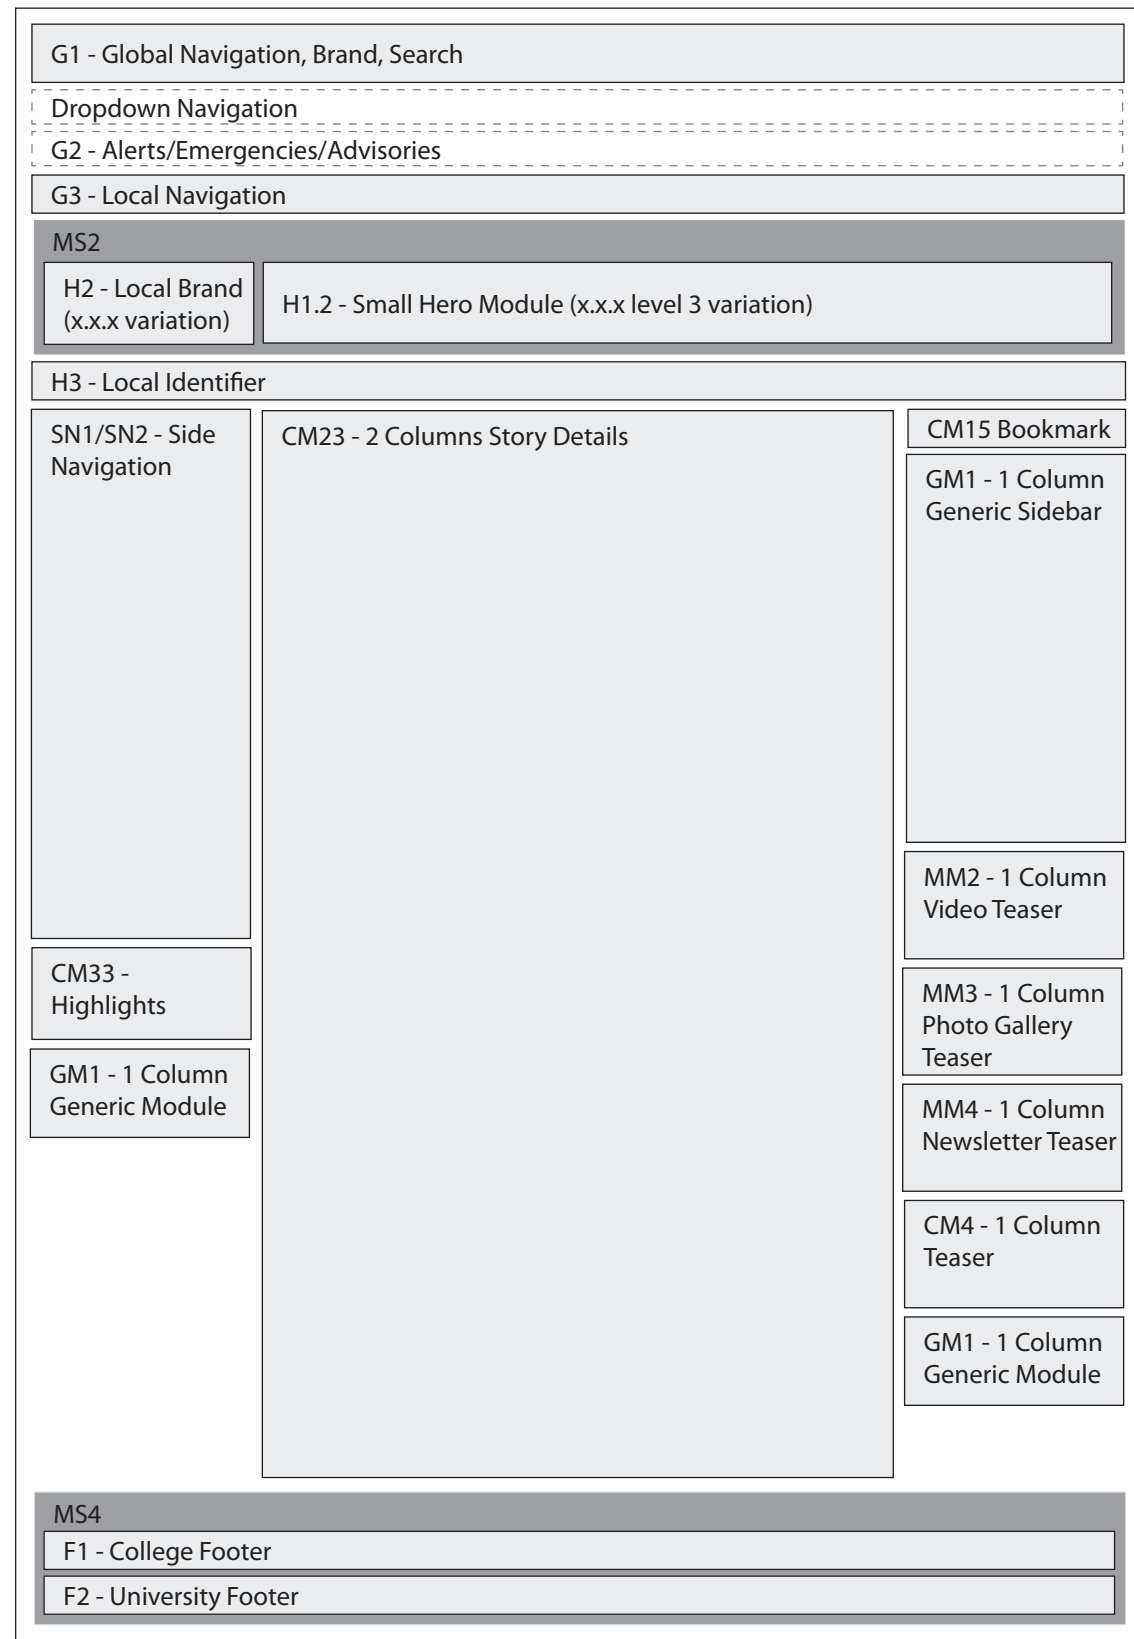 G1 - Global Navigation, Brand, Search
Dropdown Navigation
G2 - Alerts/Emergencies/Advisories
G3 - Local Navigation
MS2
H2 - Local Brand
(x.x.x variation)
H1.2 - Small Hero Module (x.x.x level 3 variation)
H3 - Local Identifier
SN1/SN2 - Side
Navigation
CM33 -
Highlights
GM1 - 1 Column
Generic Module
CM23 - 2 Columns Story Details
CM15 Bookmark
GM1 - 1 Column
Generic Sidebar
MM2 - 1 Column
Video Teaser
MM3 - 1 Column
Photo Gallery
Teaser
MM4 - 1 Column
Newsletter Teaser
CM4 - 1 Column
Teaser
GM1 - 1 Column
Generic Module
MS4
F1 - College Footer
F2 - University Footer